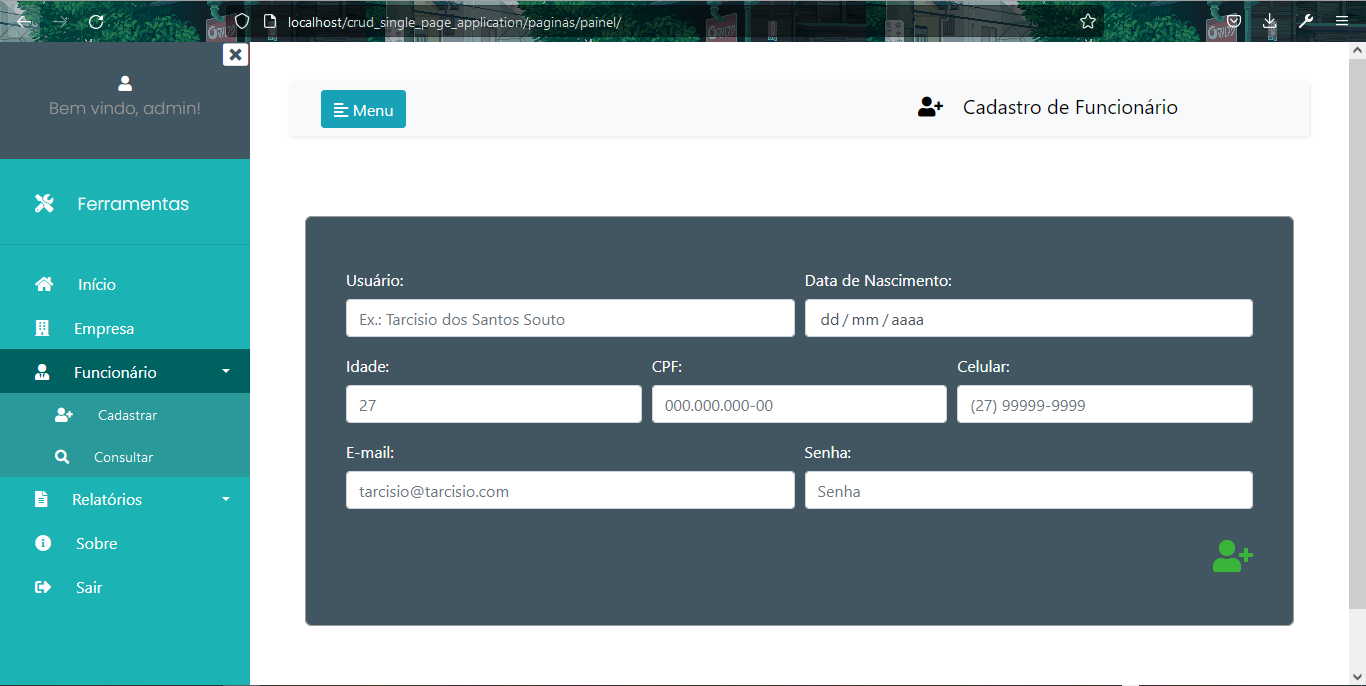 localhost/crud_single_page_application/paginas/painel/
Bem vindo, admin!
Menu
Cadastro de Funcionário
Ferramentas
Início
Empresa
Funcionário
Cadastrar
Consultar
Relatórios
Sobre
Sair
Usuário:
Data de Nascimento:
Ex.: Tarcisio dos Santos Souto
dd / mm / aaaa
Idade:
CPF:
Celular:
27
000.000.000-00
(27) 99999-9999
E-mail:
Senha:
tarcisio@tarcisio.com
Senha